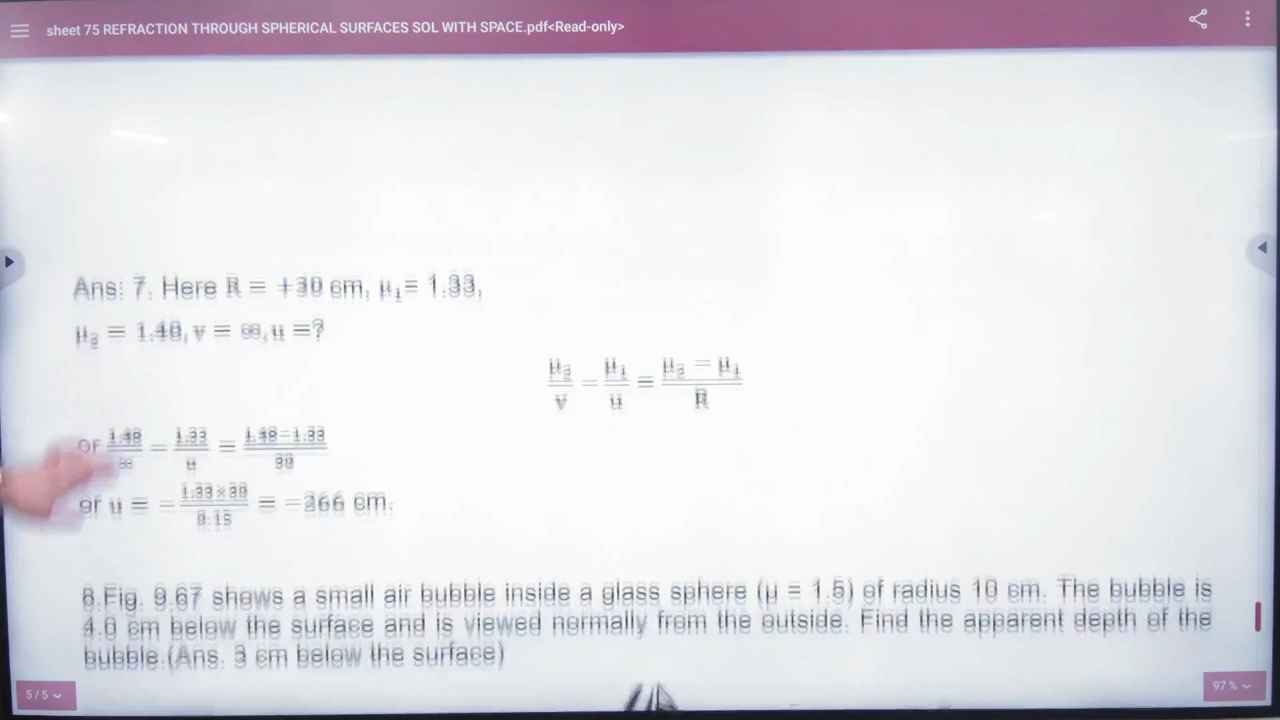 sheet 75 REFRACTION THROUGH SPHERICAL SURFACES SOL WITH SPACE.pdf<Read-only>
Ans: 7. Here R = +30 cm, μ₁= 1.33,
μ₂ = 1.48, v = ∞, u =?
μ₂/v − μ₁/u = (μ₂ − μ₁)/R
or 1.48/∞ − 1.33/u = (1.48−1.33)/30
or u = − (1.33×30)/0.15 = −266 cm.
8.Fig. 9.67 shows a small air bubble inside a glass sphere (μ = 1.5) of radius 10 cm. The bubble is
4.0 cm below the surface and is viewed normally from the outside. Find the apparent depth of the
bubble.(Ans. 3 cm below the surface)
5 / 5
97 %